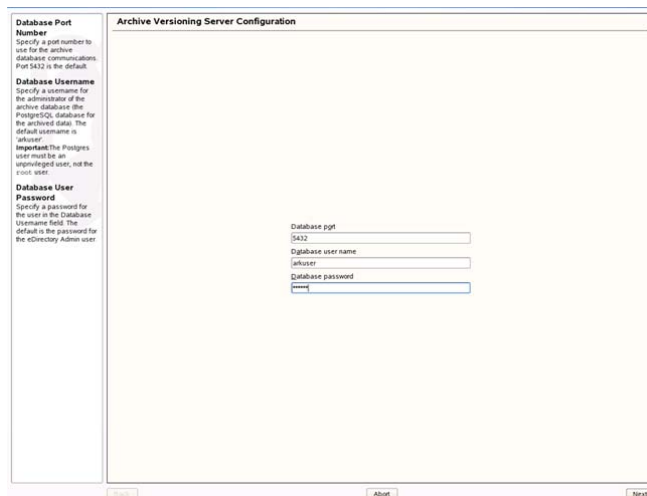 Database Port
Number
Specify a port number to
use for the archive
database communications.
Port 5432 is the default.
Database Username
Specify a username for
the administrator of the
archive database (the
PostgreSQL database for
the archived data). The
default username is
'arkuser'.
Important:The Postgres
user must be an
unprivileged user, not the
root user.
Database User
Password
Specify a password for
the user in the Database
Username field. The
default is the password for
the eDirectory Admin user
Archive Versioning Server Configuration
Database port
5432
Database user name
arkuser
Database password
******
Back
Abort
Next